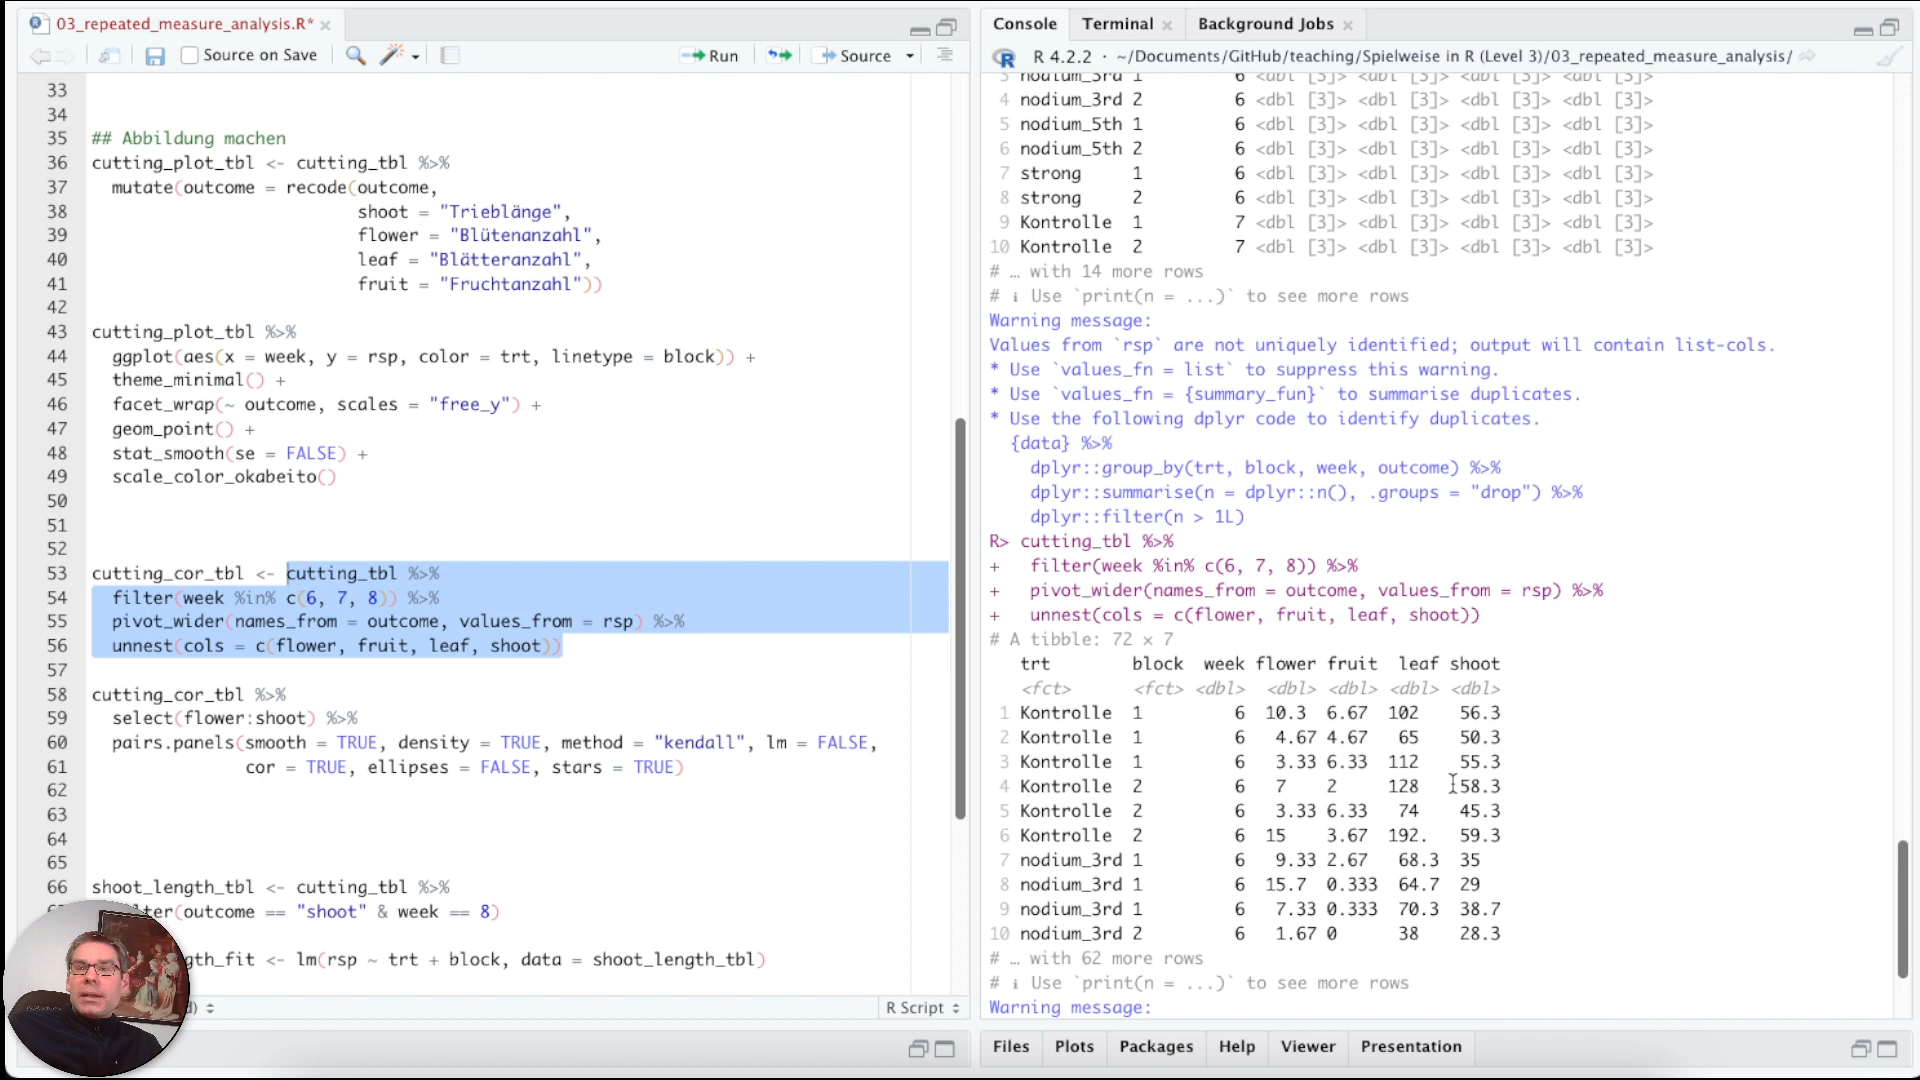 03_repeated_measure_analysis.R*
Source on Save
Run
Source
33
34
35 ## Abbildung machen
36 cutting_plot_tbl <- cutting_tbl %>%
37 mutate(outcome = recode(outcome,
38 shoot = "Trieblänge",
39 flower = "Blütenanzahl",
40 leaf = "Blätteranzahl",
41 fruit = "Fruchtanzahl"))
42
43 cutting_plot_tbl %>%
44 ggplot(aes(x = week, y = rsp, color = trt, linetype = block)) +
45 theme_minimal() +
46 facet_wrap(~ outcome, scales = "free_y") +
47 geom_point() +
48 stat_smooth(se = FALSE) +
49 scale_color_okabeito()
50
51
52
53 cutting_cor_tbl <- cutting_tbl %>%
54 filter(week %in% c(6, 7, 8)) %>%
55 pivot_wider(names_from = outcome, values_from = rsp) %>%
56 unnest(cols = c(flower, fruit, leaf, shoot))
57
58 cutting_cor_tbl %>%
59 select(flower:shoot) %>%
60 pairs.panels(smooth = TRUE, density = TRUE, method = "kendall", lm = FALSE,
61 cor = TRUE, ellipses = FALSE, stars = TRUE)
62
63
64
65
66 shoot_length_tbl <- cutting_tbl %>%
ter(outcome == "shoot" & week == 8)
gth_fit <- lm(rsp ~ trt + block, data = shoot_length_tbl)
R Script
Console
Terminal
Background Jobs
R 4.2.2 · ~/Documents/GitHub/teaching/Spielweise in R (Level 3)/03_repeated_measure_analysis/
3 nodium_3rd 1 6 <dbl [3]> <dbl [3]> <dbl [3]> <dbl [3]>
4 nodium_3rd 2 6 <dbl [3]> <dbl [3]> <dbl [3]> <dbl [3]>
5 nodium_5th 1 6 <dbl [3]> <dbl [3]> <dbl [3]> <dbl [3]>
6 nodium_5th 2 6 <dbl [3]> <dbl [3]> <dbl [3]> <dbl [3]>
7 strong 1 6 <dbl [3]> <dbl [3]> <dbl [3]> <dbl [3]>
8 strong 2 6 <dbl [3]> <dbl [3]> <dbl [3]> <dbl [3]>
9 Kontrolle 1 7 <dbl [3]> <dbl [3]> <dbl [3]> <dbl [3]>
10 Kontrolle 2 7 <dbl [3]> <dbl [3]> <dbl [3]> <dbl [3]>
# … with 14 more rows
# ℹ Use `print(n = ...)` to see more rows
Warning message:
Values from `rsp` are not uniquely identified; output will contain list-cols.
* Use `values_fn = list` to suppress this warning.
* Use `values_fn = {summary_fun}` to summarise duplicates.
* Use the following dplyr code to identify duplicates.
{data} %>%
dplyr::group_by(trt, block, week, outcome) %>%
dplyr::summarise(n = dplyr::n(), .groups = "drop") %>%
dplyr::filter(n > 1L)
R> cutting_tbl %>%
+ filter(week %in% c(6, 7, 8)) %>%
+ pivot_wider(names_from = outcome, values_from = rsp) %>%
+ unnest(cols = c(flower, fruit, leaf, shoot))
# A tibble: 72 × 7
trt block week flower fruit leaf shoot
<fct> <fct> <dbl> <dbl> <dbl> <dbl> <dbl>
1 Kontrolle 1 6 10.3 6.67 102 56.3
2 Kontrolle 1 6 4.67 4.67 65 50.3
3 Kontrolle 1 6 3.33 6.33 112 55.3
4 Kontrolle 2 6 7 2 128 58.3
5 Kontrolle 2 6 3.33 6.33 74 45.3
6 Kontrolle 2 6 15 3.67 192. 59.3
7 nodium_3rd 1 6 9.33 2.67 68.3 35
8 nodium_3rd 1 6 15.7 0.333 64.7 29
9 nodium_3rd 1 6 7.33 0.333 70.3 38.7
10 nodium_3rd 2 6 1.67 0 38 28.3
# … with 62 more rows
# ℹ Use `print(n = ...)` to see more rows
Warning message:
Files
Plots
Packages
Help
Viewer
Presentation